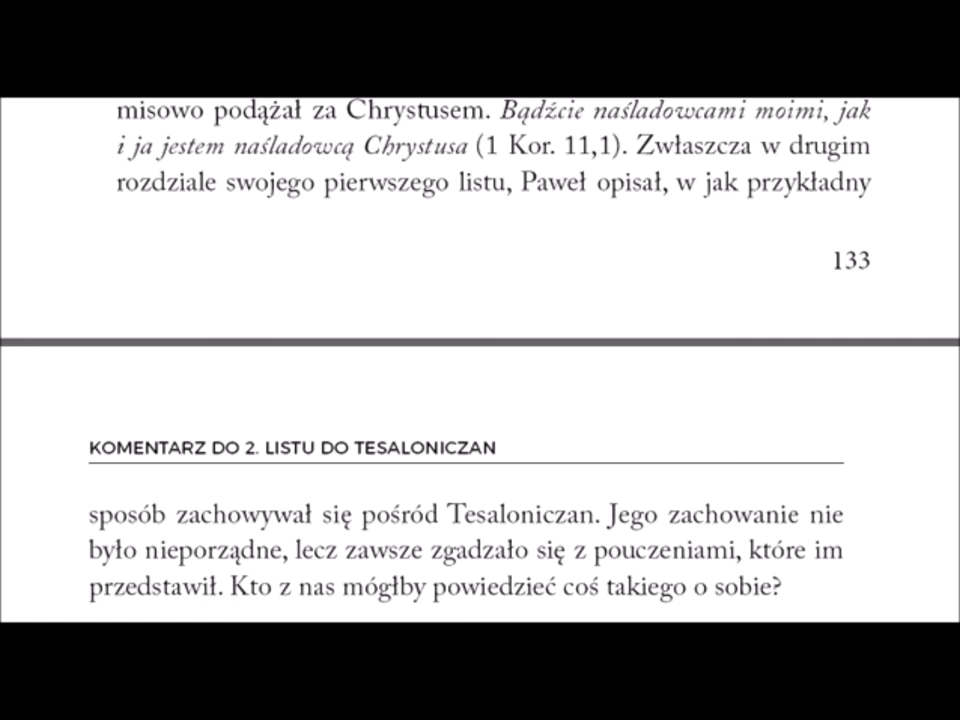 misowo podążał za Chrystusem. Bądźcie naśladowcami moimi, jak
i ja jestem naśladowcą Chrystusa (1 Kor. 11,1). Zwłaszcza w drugim
rozdziale swojego pierwszego listu, Paweł opisał, w jak przykładny
133
KOMENTARZ DO 2. LISTU DO TESALONICZAN
sposób zachowywał się pośród Tesaloniczan. Jego zachowanie nie
było nieporządne, lecz zawsze zgadzało się z pouczeniami, które im
przedstawił. Kto z nas mógłby powiedzieć coś takiego o sobie?